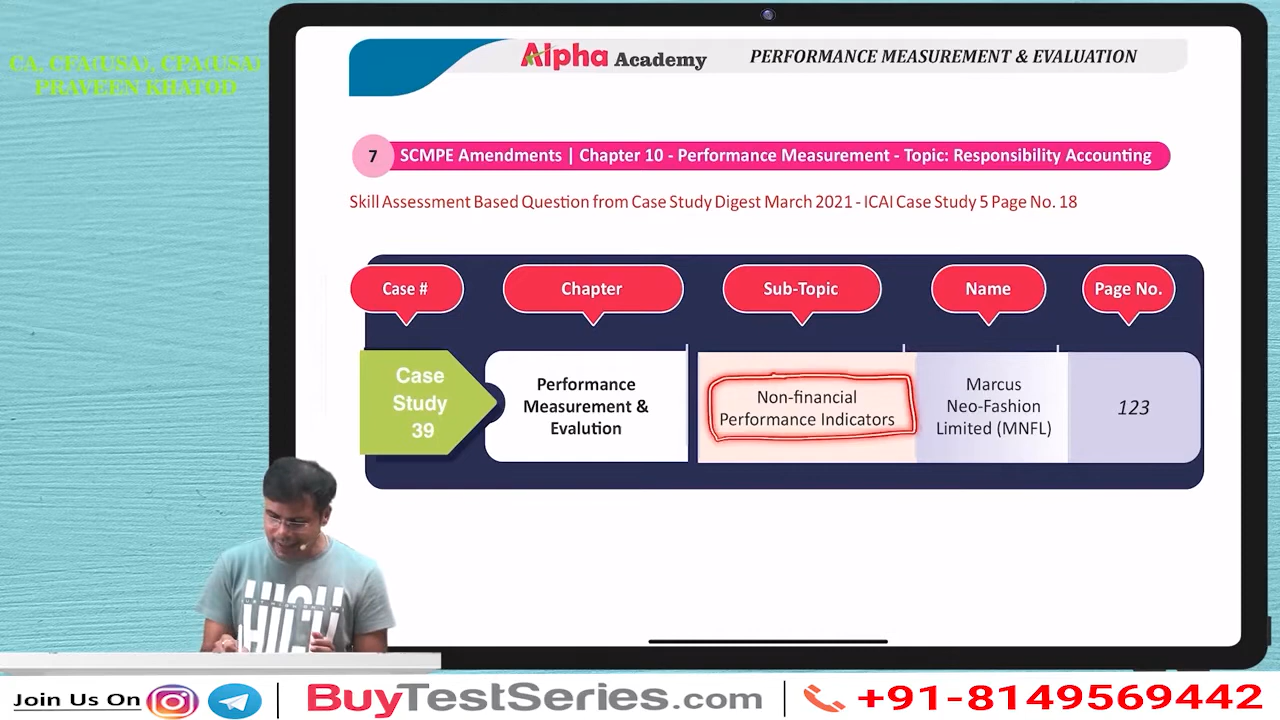 CA, CFA(USA), CPA(USA)
PRAVEEN KHATOD
Alpha Academy
PERFORMANCE MEASUREMENT & EVALUATION
7
SCMPE Amendments | Chapter 10 - Performance Measurement - Topic: Responsibility Accounting
Skill Assessment Based Question from Case Study Digest March 2021 - ICAI Case Study 5 Page No. 18
Case #
Chapter
Sub-Topic
Name
Page No.
Case
Study
39
Performance
Measurement &
Evalution
Non-financial
Performance Indicators
Marcus
Neo-Fashion
Limited (MNFL)
123
HIGH
Join Us On
BuyTestSeries.com
+91-8149569442